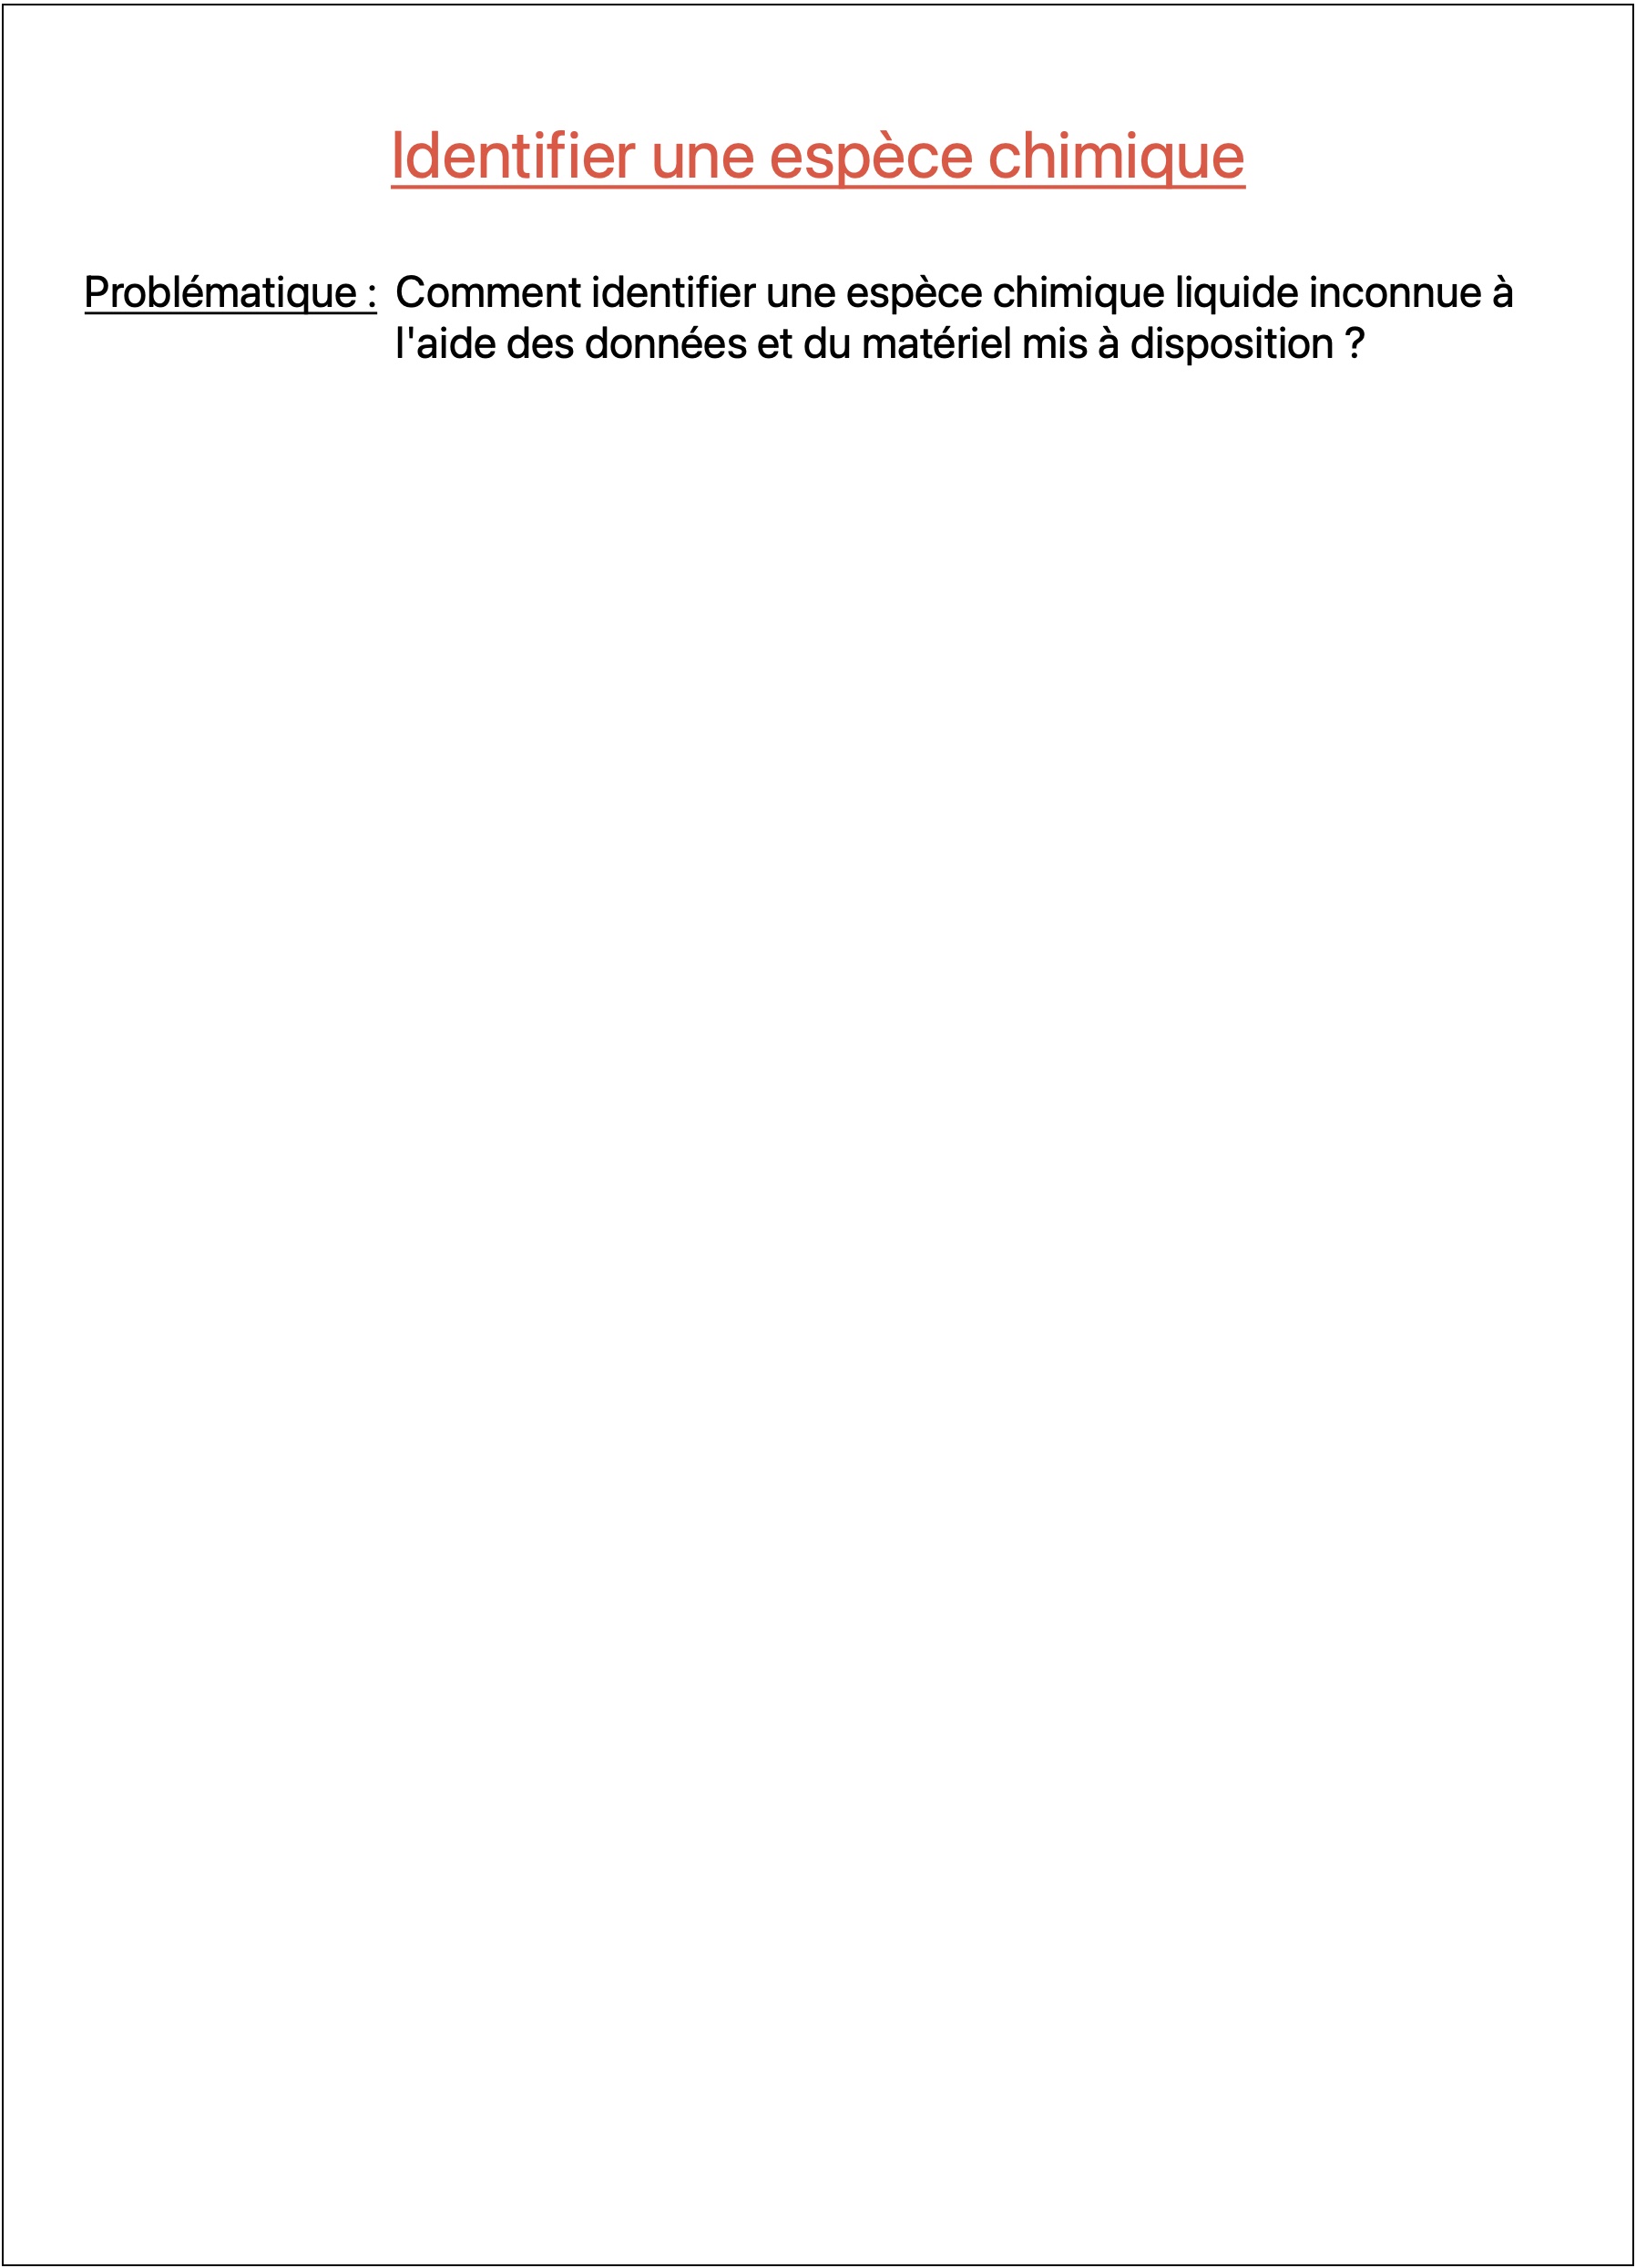 Identifier une espèce chimique
Problématique : Comment identifier une espèce chimique liquide inconnue à
l'aide des données et du matériel mis à disposition ?